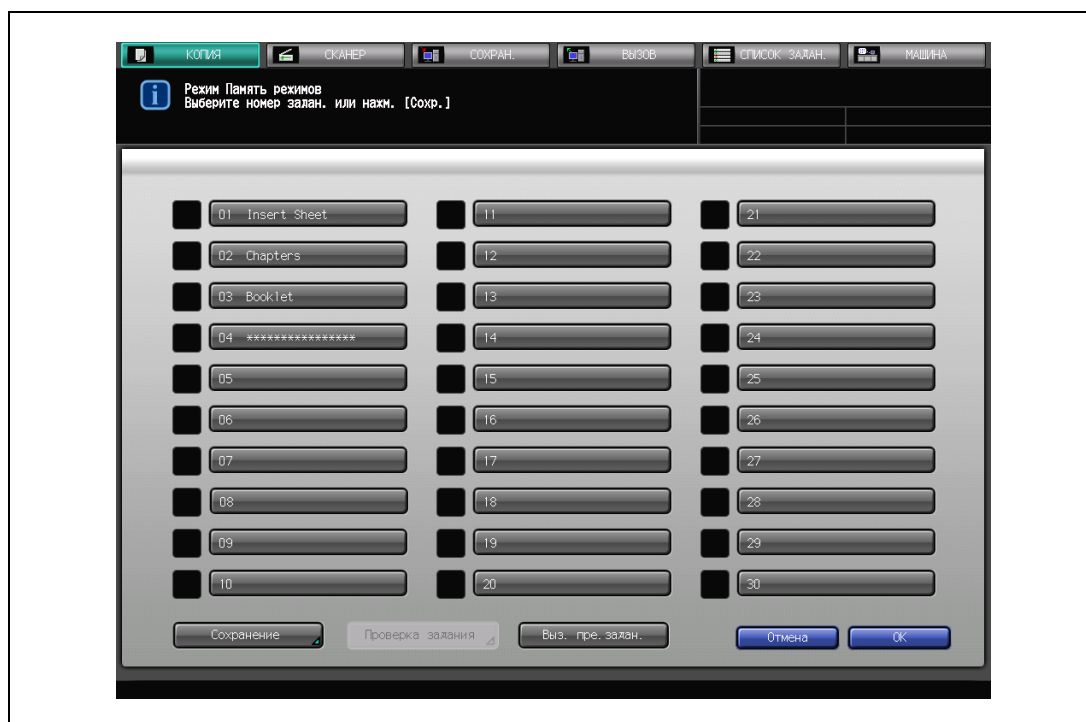 КОПИЯ СКАНЕР СОХРАН. ВЫЗОВ СПИСОК ЗАДАН. МАШИНА
Режим Память режимов
Выберите номер задан. или нажм. [Сохр.]
01 Insert Sheet 11 21
02 Chapters 12 22
03 Booklet 13 23
04 **************** 14 24
05 15 25
06 16 26
07 17 27
08 18 28
09 19 29
10 20 30
Сохранение Проверка задания Выз. пре. задан. Отмена OK